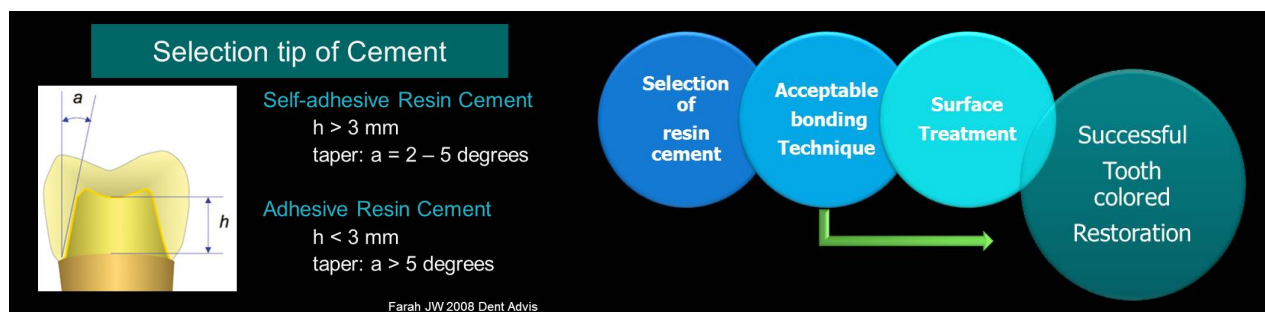 Selection tip of Cement
a
h
Self-adhesive Resin Cement
h > 3 mm
taper: a = 2 – 5 degrees
Adhesive Resin Cement
h < 3 mm
taper: a > 5 degrees
Farah JW 2008 Dent Advis
Selection
of
resin
cement
Acceptable
bonding
Technique
Surface
Treatment
Successful
Tooth
colored
Restoration